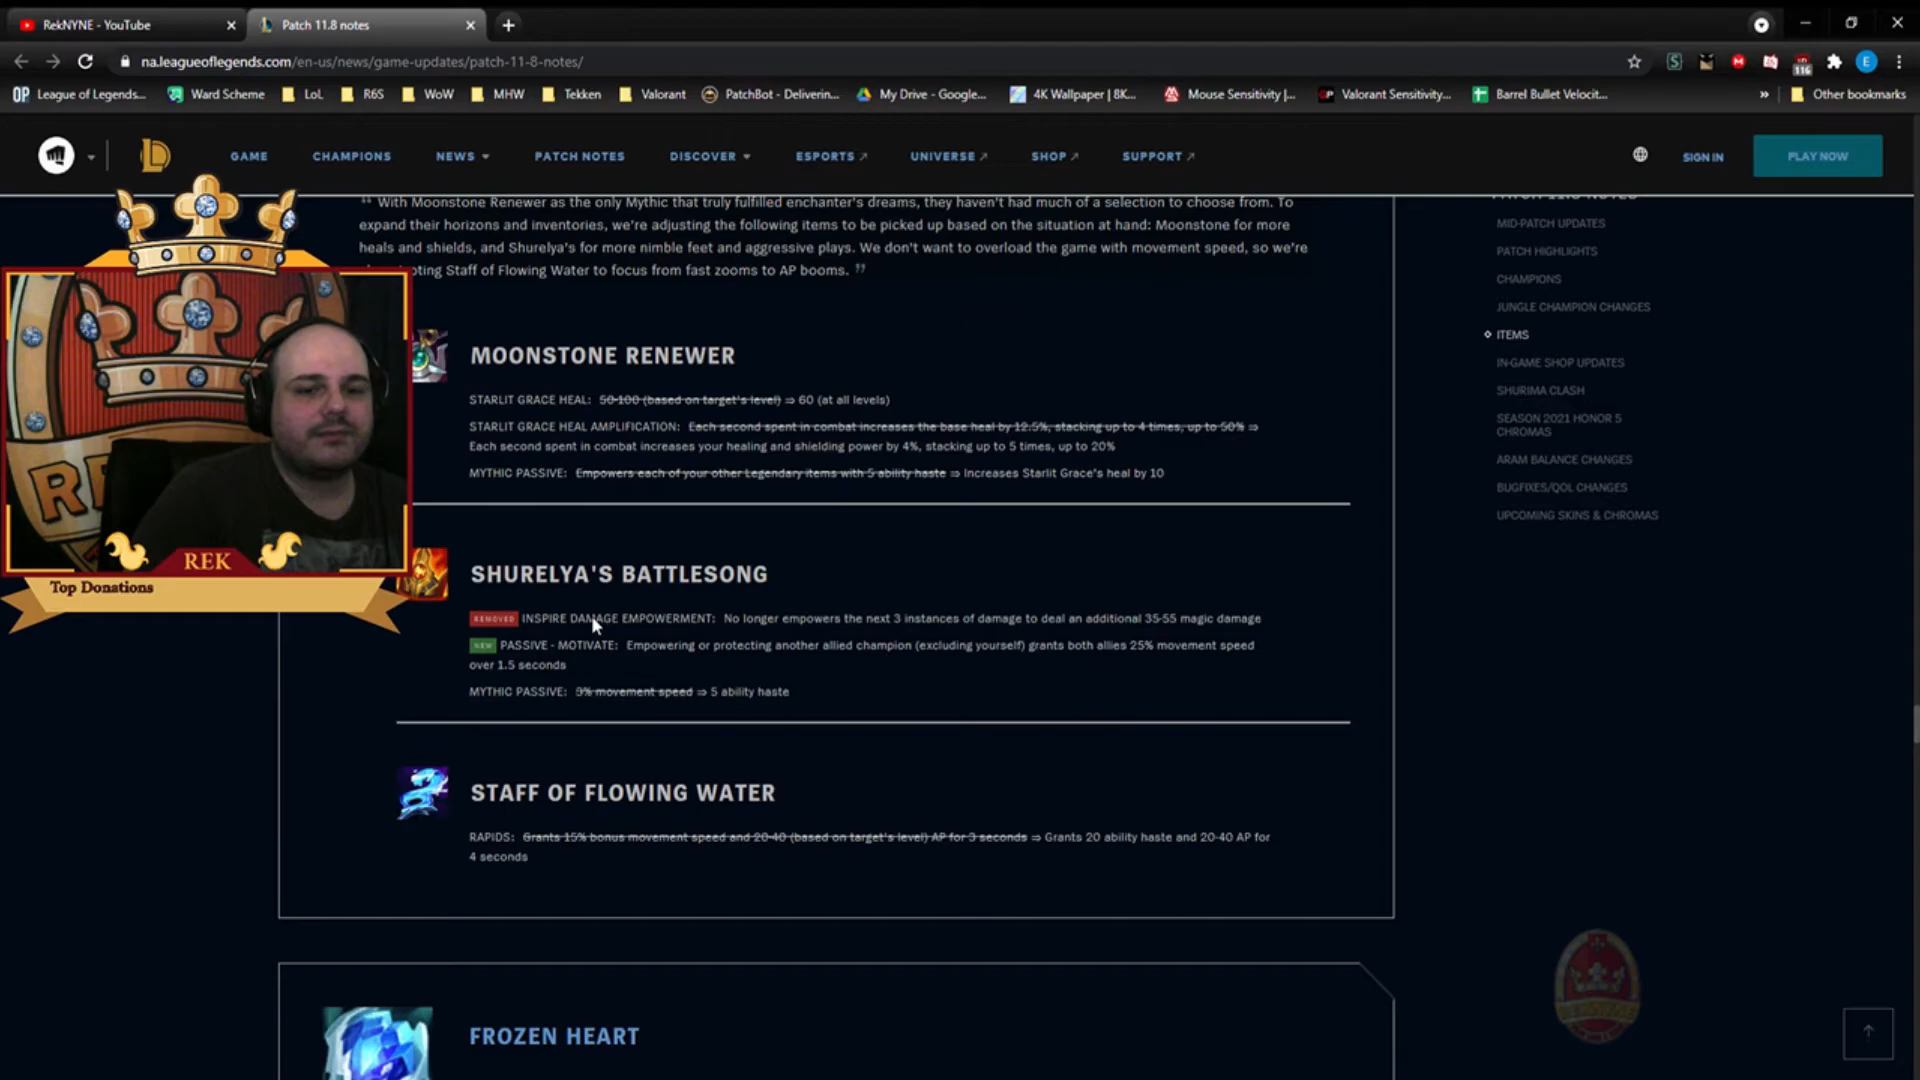 RekNYNE - YouTube
Patch 11.8 notes
na.leagueoflegends.com/en-us/news/game-updates/patch-11-8-notes/
116
E
OP League of Legends...
Ward Scheme
LoL
R6S
WoW
MHW
Tekken
Valorant
PatchBot - Deliverin...
My Drive - Google...
4K Wallpaper | 8K...
Mouse Sensitivity |...
Valorant Sensitivity...
Barrel Bullet Velocit...
»
Other bookmarks
GAME
CHAMPIONS
NEWS
PATCH NOTES
DISCOVER
ESPORTS
UNIVERSE
SHOP
SUPPORT
SIGN IN
PLAY NOW
" With Moonstone Renewer as the only Mythic that truly fulfilled enchanter's dreams, they haven't had much of a selection to choose from. To
expand their horizons and inventories, we're adjusting the following items to be picked up based on the situation at hand: Moonstone for more
heals and shields, and Shurelya's for more nimble feet and aggressive plays. We don't want to overload the game with movement speed, so we're
Staff of Flowing Water to focus from fast zooms to AP booms. "
MOONSTONE RENEWER
STARLIT GRACE HEAL: 50-100 (based on target's level) ⇒ 60 (at all levels)
STARLIT GRACE HEAL AMPLIFICATION: Each second spent in combat increases the base heal by 12.5%, stacking up to 4 times, up to 50% ⇒
Each second spent in combat increases your healing and shielding power by 4%, stacking up to 5 times, up to 20%
MYTHIC PASSIVE: Empowers each of your other Legendary items with 5 ability haste ⇒ Increases Starlit Grace's heal by 10
SHURELYA'S BATTLESONG
REMOVED INSPIRE DAMAGE EMPOWERMENT: No longer empowers the next 3 instances of damage to deal an additional 35-55 magic damage
NEW PASSIVE - MOTIVATE: Empowering or protecting another allied champion (excluding yourself) grants both allies 25% movement speed
over 1.5 seconds
MYTHIC PASSIVE: 3% movement speed ⇒ 5 ability haste
STAFF OF FLOWING WATER
RAPIDS: Grants 15% bonus movement speed and 20-40 (based on target's level) AP for 3 seconds ⇒ Grants 20 ability haste and 20-40 AP for
4 seconds
FROZEN HEART
PATCH 11.8 NOTES
MID-PATCH UPDATES
PATCH HIGHLIGHTS
CHAMPIONS
JUNGLE CHAMPION CHANGES
ITEMS
IN-GAME SHOP UPDATES
SHURIMA CLASH
SEASON 2021 HONOR 5
CHROMAS
ARAM BALANCE CHANGES
BUGFIXES/QOL CHANGES
UPCOMING SKINS & CHROMAS
REK
Top Donations